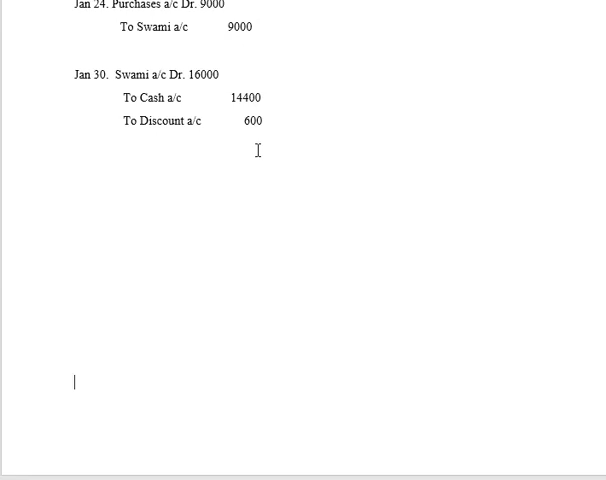 Jan 24. Purchases a/c Dr. 9000
To Swami a/c 9000
Jan 30. Swami a/c Dr. 16000
To Cash a/c 14400
To Discount a/c 600